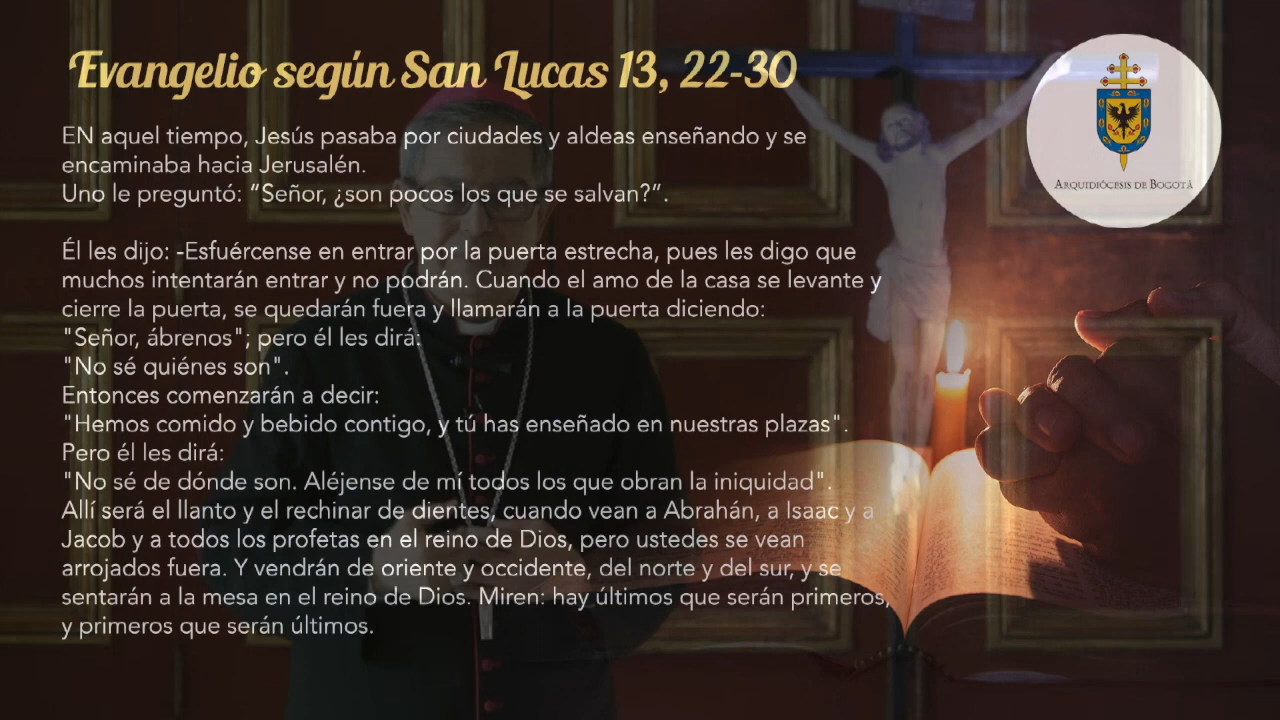 Evangelio según San Lucas 13, 22-30
ARQUIDIÓCESIS DE BOGOTÁ
EN aquel tiempo, Jesús pasaba por ciudades y aldeas enseñando y se
encaminaba hacia Jerusalén.
Uno le preguntó: “Señor, ¿son pocos los que se salvan?”.
Él les dijo: -Esfuércense en entrar por la puerta estrecha, pues les digo que
muchos intentarán entrar y no podrán. Cuando el amo de la casa se levante y
cierre la puerta, se quedarán fuera y llamarán a la puerta diciendo:
"Señor, ábrenos"; pero él les dirá:
"No sé quiénes son".
Entonces comenzarán a decir:
"Hemos comido y bebido contigo, y tú has enseñado en nuestras plazas".
Pero él les dirá:
"No sé de dónde son. Aléjense de mí todos los que obran la iniquidad".
Allí será el llanto y el rechinar de dientes, cuando vean a Abrahán, a Isaac y a
Jacob y a todos los profetas en el reino de Dios, pero ustedes se vean
arrojados fuera. Y vendrán de oriente y occidente, del norte y del sur, y se
sentarán a la mesa en el reino de Dios. Miren: hay últimos que serán primeros,
y primeros que serán últimos.